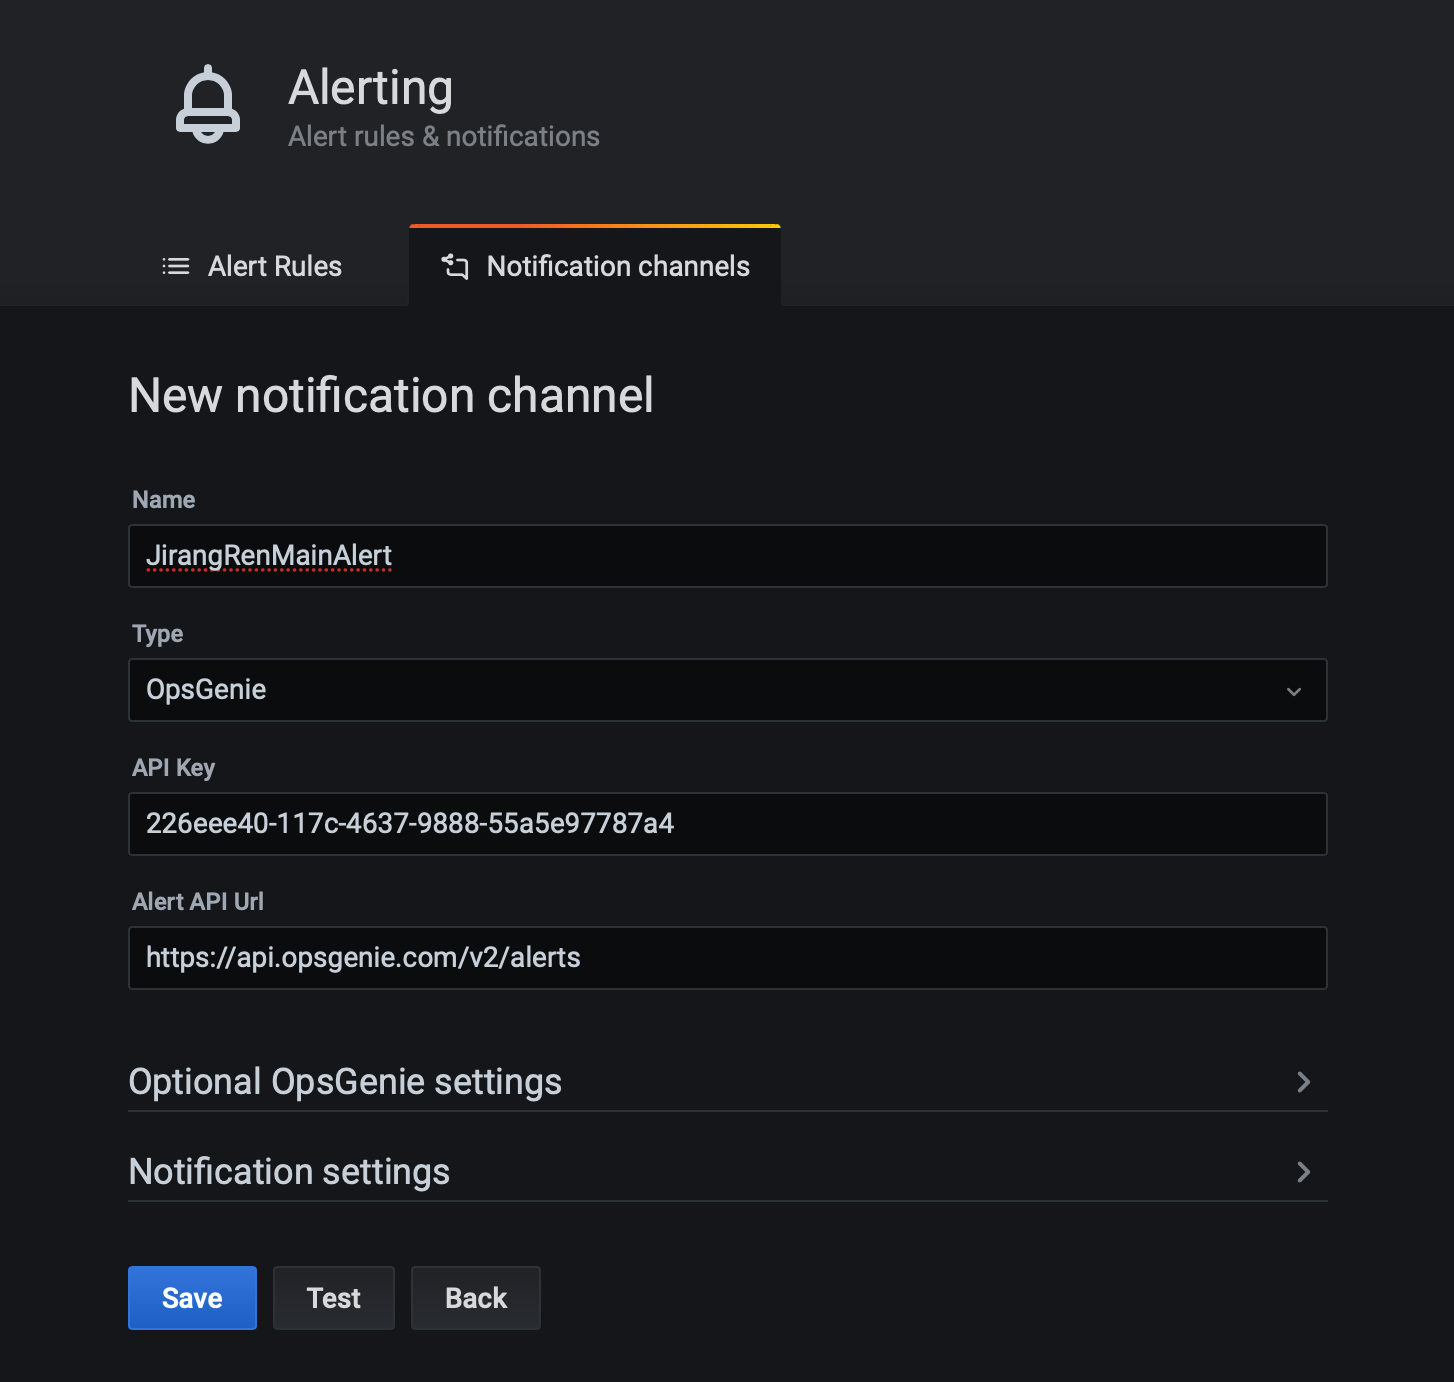 Alerting
Alert rules & notifications
Alert Rules
Notification channels
New notification channel
Name
JirangRenMainAlert
Type
OpsGenie
API Key
226eee40-117c-4637-9888-55a5e97787a4
Alert API Url
https://api.opsgenie.com/v2/alerts
Optional OpsGenie settings
Notification settings
Save
Test
Back